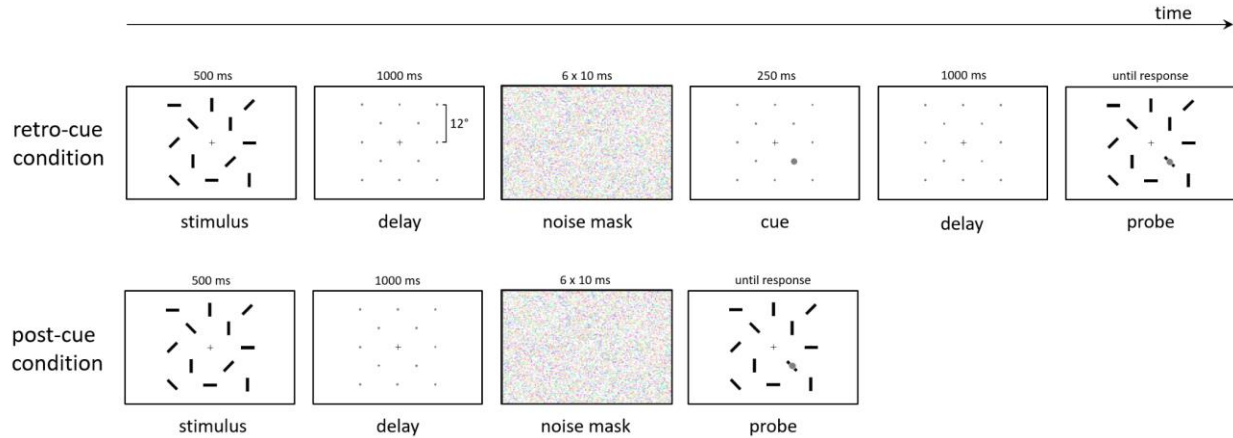 time
500 ms 1000 ms 6 x 10 ms 250 ms 1000 ms until response
retro-cue
condition
12°
stimulus delay noise mask cue delay probe
500 ms 1000 ms 6 x 10 ms until response
post-cue
condition
stimulus delay noise mask probe